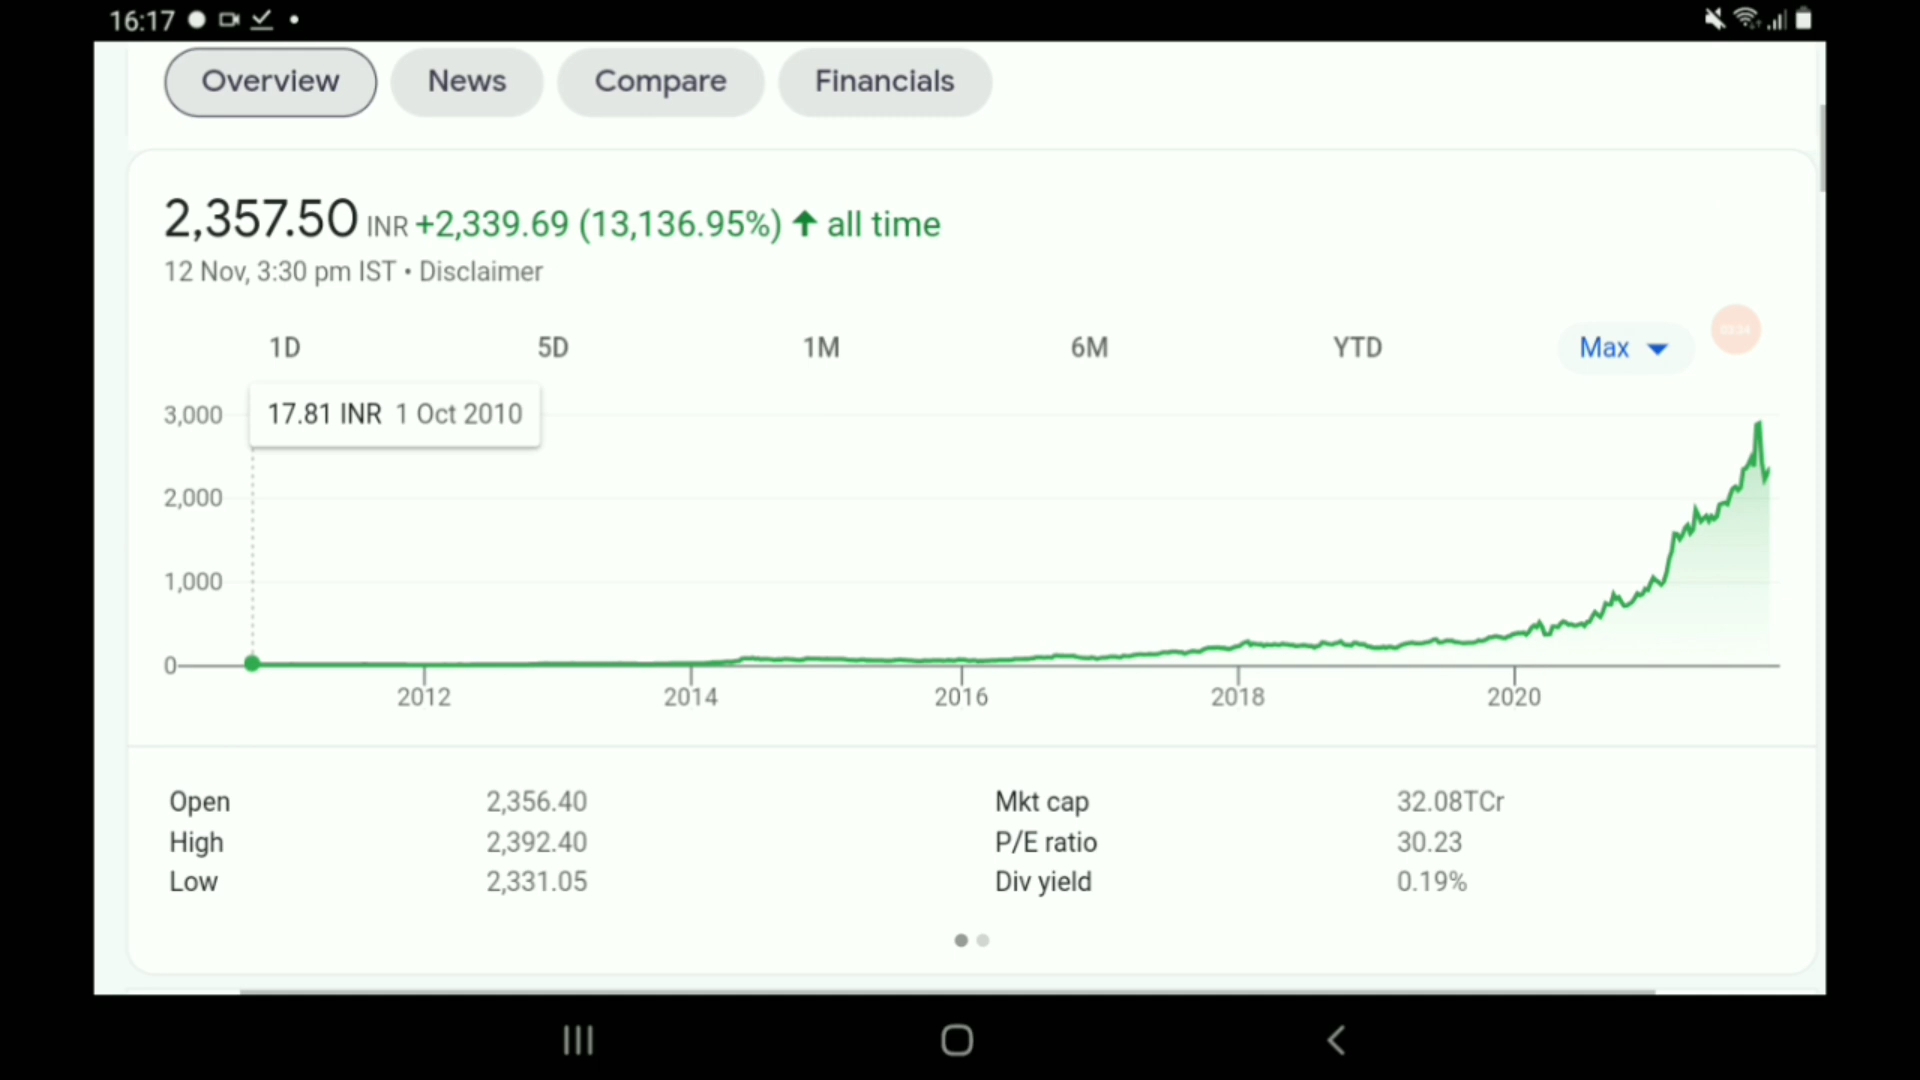 16:17
Overview News Compare Financials
2,357.50 INR +2,339.69 (13,136.95%) ↑ all time
12 Nov, 3:30 pm IST • Disclaimer
1D 5D 1M 6M YTD Max
17.81 INR 1 Oct 2010
3,000
2,000
1,000
0
2012 2014 2016 2018 2020
Open 2,356.40 Mkt cap 32.08TCr
High 2,392.40 P/E ratio 30.23
Low 2,331.05 Div yield 0.19%